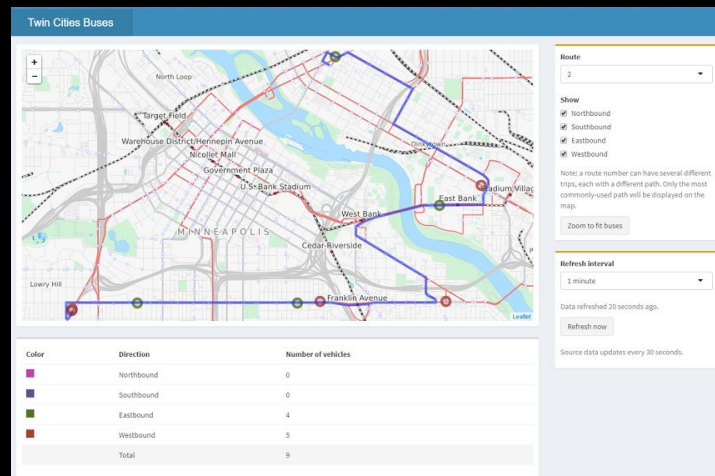 Twin Cities Buses
+
−
North Loop
Target Field
Warehouse District/Hennepin Avenue
Nicollet Mall
Government Plaza
U.S. Bank Stadium
Dinkytown
East Bank
West Bank
MINNEAPOLIS
Cedar-Riverside
Lowry Hill
Franklin Avenue
Leaflet
Route
2
Show
Northbound
Southbound
Eastbound
Westbound
Note: a route number can have several different
trips, each with a different path. Only the most
commonly-used path will be displayed on the
map.
Zoom to fit buses
Refresh interval
1 minute
Data refreshed 20 seconds ago.
Refresh now
Source data updates every 30 seconds.
Color Direction Number of vehicles
Northbound 0
Southbound 0
Eastbound 4
Westbound 5
Total 9